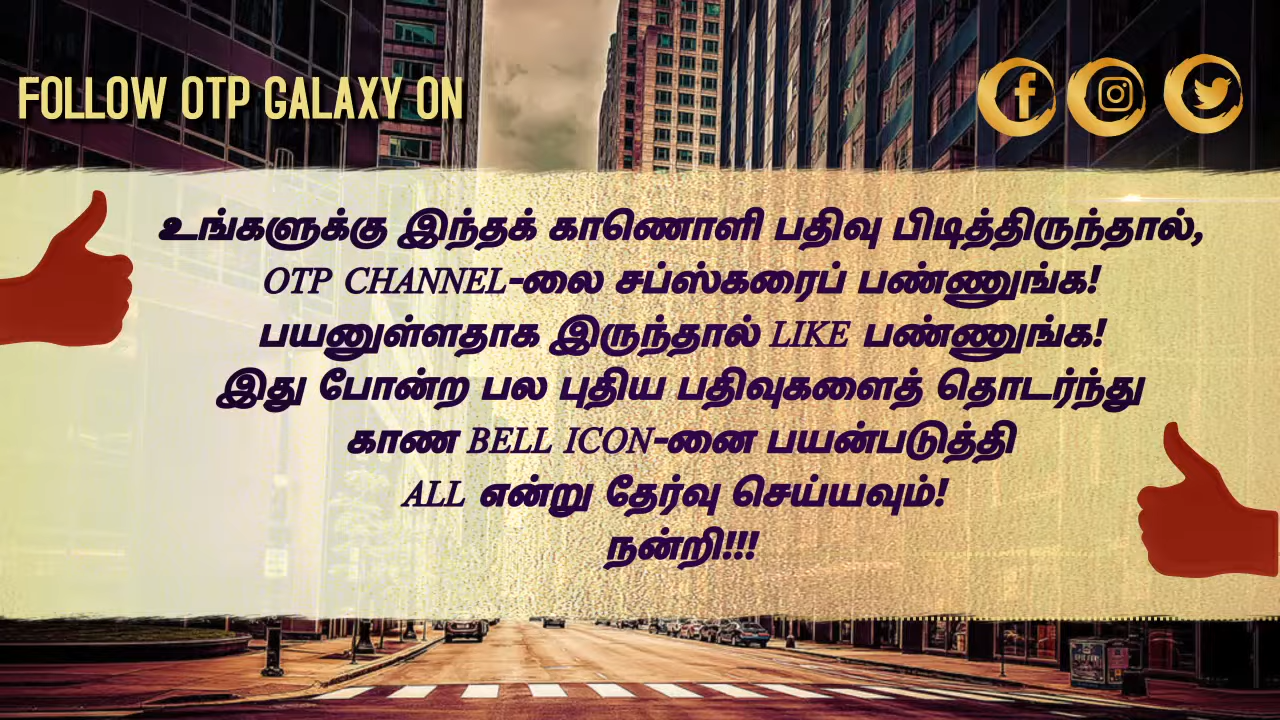 FOLLOW OTP GALAXY ON
உங்களுக்கு இந்தக் காணொளி பதிவு பிடித்திருந்தால்,
OTP CHANNEL-லை சப்ஸ்கரைப் பண்ணுங்க!
பயனுள்ளதாக இருந்தால் LIKE பண்ணுங்க!
இது போன்ற பல புதிய பதிவுகளைத் தொடர்ந்து
காண BELL ICON-னை பயன்படுத்தி
ALL என்று தேர்வு செய்யவும்!
நன்றி!!!